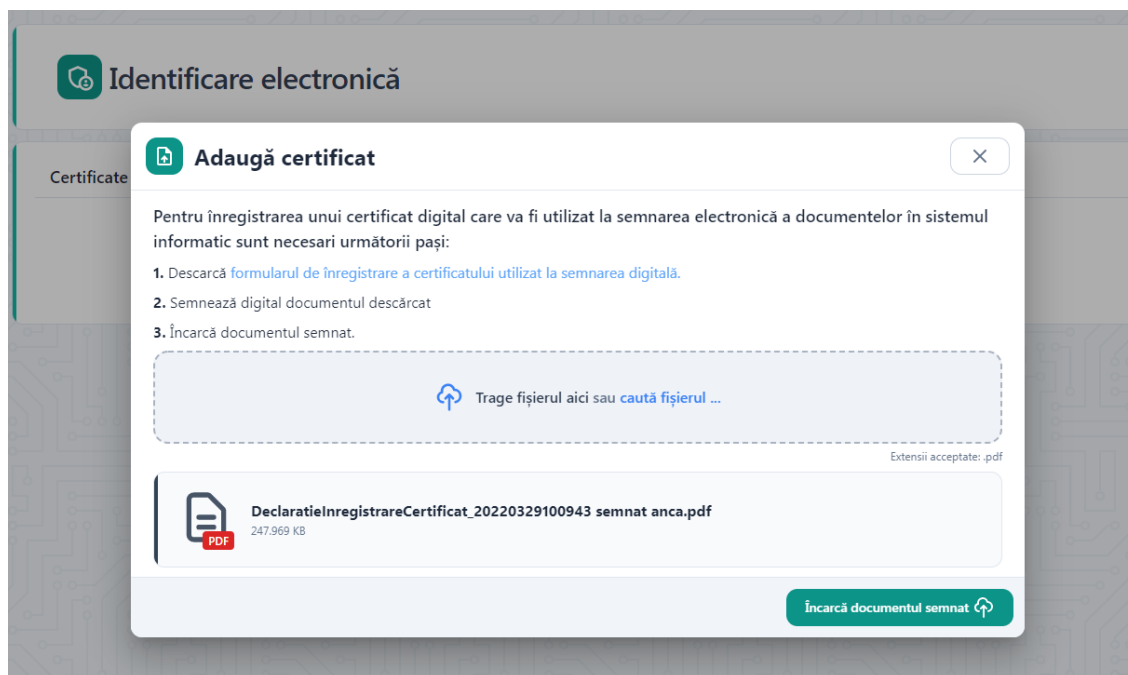 Identificare electronică
Adaugă certificat
Certificate
Pentru înregistrarea unui certificat digital care va fi utilizat la semnarea electronică a documentelor în sistemul
informatic sunt necesari următorii pași:
1. Descarcă formularul de înregistrare a certificatului utilizat la semnarea digitală.
2. Semnează digital documentul descărcat
3. Încarcă documentul semnat.
Trage fișierul aici sau caută fișierul ...
Extensii acceptate: .pdf
DeclaratieInregistrareCertificat_20220329100943 semnat anca.pdf
247.969 KB
PDF
Încarcă documentul semnat